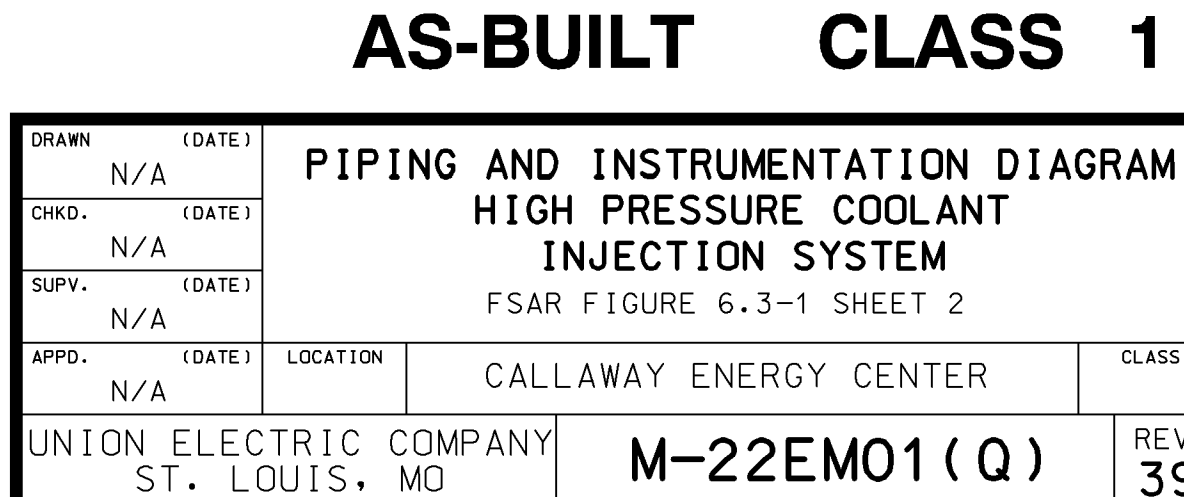 AS-BUILT CLASS 1
DRAWN (DATE)
N/A
CHKD. (DATE)
N/A
SUPV. (DATE)
N/A
APPD. (DATE)
N/A
PIPING AND INSTRUMENTATION DIAGRAM
HIGH PRESSURE COOLANT
INJECTION SYSTEM
FSAR FIGURE 6.3-1 SHEET 2
LOCATION
CALLAWAY ENERGY CENTER
CLASS
UNION ELECTRIC COMPANY
ST. LOUIS, MO
M-22EM01(Q)
REV
39